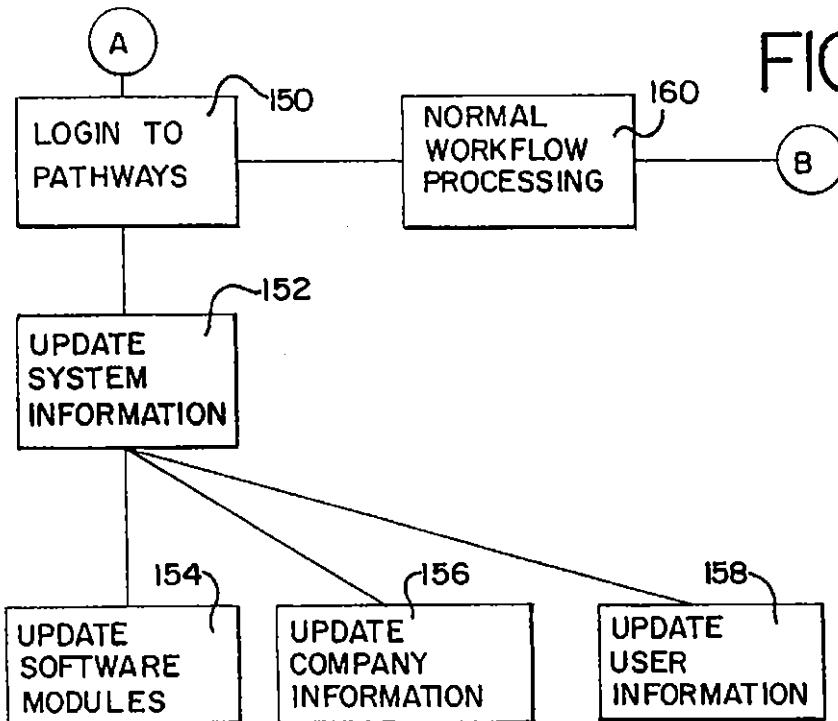 A
FIG
150
LOGIN TO
PATHWAYS
160
NORMAL
WORKFLOW
PROCESSING
B
152
UPDATE
SYSTEM
INFORMATION
154
UPDATE
SOFTWARE
MODULES
156
UPDATE
COMPANY
INFORMATION
158
UPDATE
USER
INFORMATION